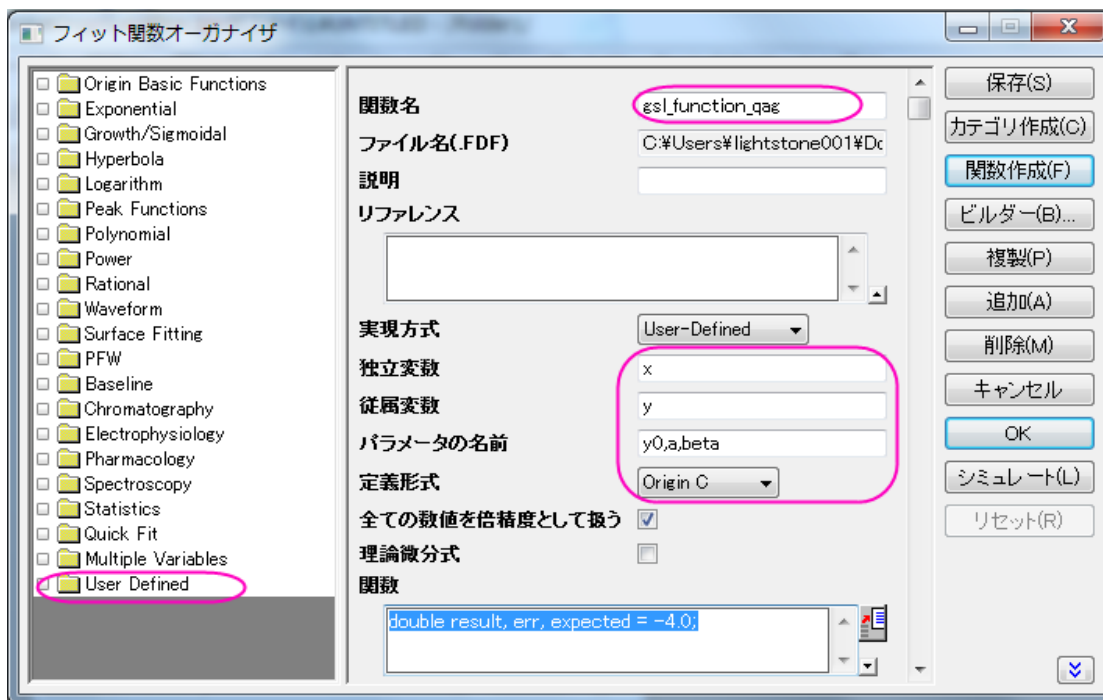 フィット関数オーガナイザ
Origin Basic Functions
Exponential
Growth/Sigmoidal
Hyperbola
Logarithm
Peak Functions
Polynomial
Power
Rational
Waveform
Surface Fitting
PFW
Baseline
Chromatography
Electrophysiology
Pharmacology
Spectroscopy
Statistics
Quick Fit
Multiple Variables
User Defined
関数名 gsl_function_qag
ファイル名(.FDF) C:¥Users¥lightstone001¥Dc
説明
リファレンス
実現方式 User-Defined
独立変数 x
従属変数 y
パラメータの名前 y0,a,beta
定義形式 Origin C
全ての数値を倍精度として扱う
理論微分式
関数
double result, err, expected = -4.0;
保存(S)
カテゴリ作成(C)
関数作成(F)
ビルダー(B)...
複製(P)
追加(A)
削除(M)
キャンセル
OK
シミュレート(L)
リセット(R)